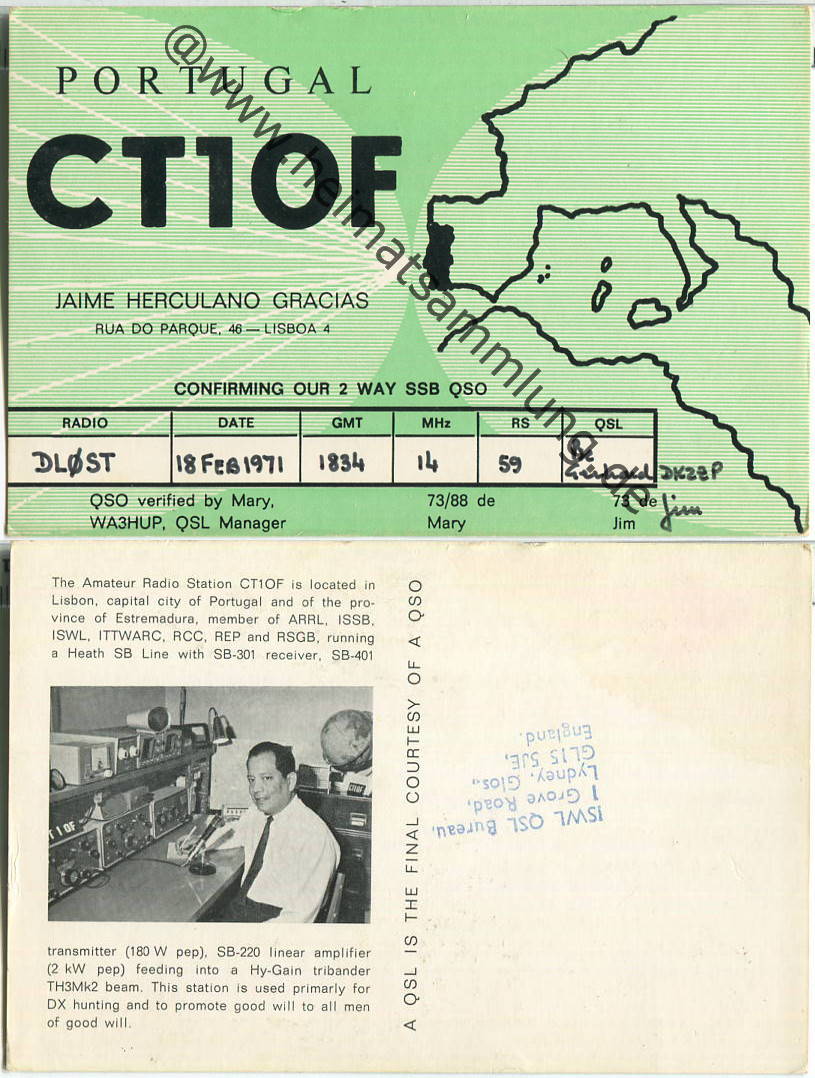 PORTUGAL
CT1OF
JAIME HERCULANO GRACIAS
RUA DO PARQUE, 46 — LISBOA 4
CONFIRMING OUR 2 WAY SSB QSO
RADIO DATE GMT MHz RS QSL
DLØST 18 FEB 1971 1834 14 59
DK2ZP
QSO verified by Mary, 73/88 de 73 de Jim
WA3HUP, QSL Manager Mary Jim
@www.heimatsammlung.de
The Amateur Radio Station CT1OF is located in
Lisbon, capital city of Portugal and of the pro-
vince of Estremadura, member of ARRL, ISSB,
ISWL, ITTWARC, RCC, REP and RSGB, running
a Heath SB Line with SB-301 receiver, SB-401
CT1OF
T1OF
transmitter (180 W pep), SB-220 linear amplifier
(2 kW pep) feeding into a Hy-Gain tribander
TH3Mk2 beam. This station is used primarly for
DX hunting and to promote good will to all men
of good will.
A QSL IS THE FINAL COURTESY OF A QSO
ISWL QSL Bureau,
1 Grove Road,
Lydney, Glos.,
GL15 5JE,
England.